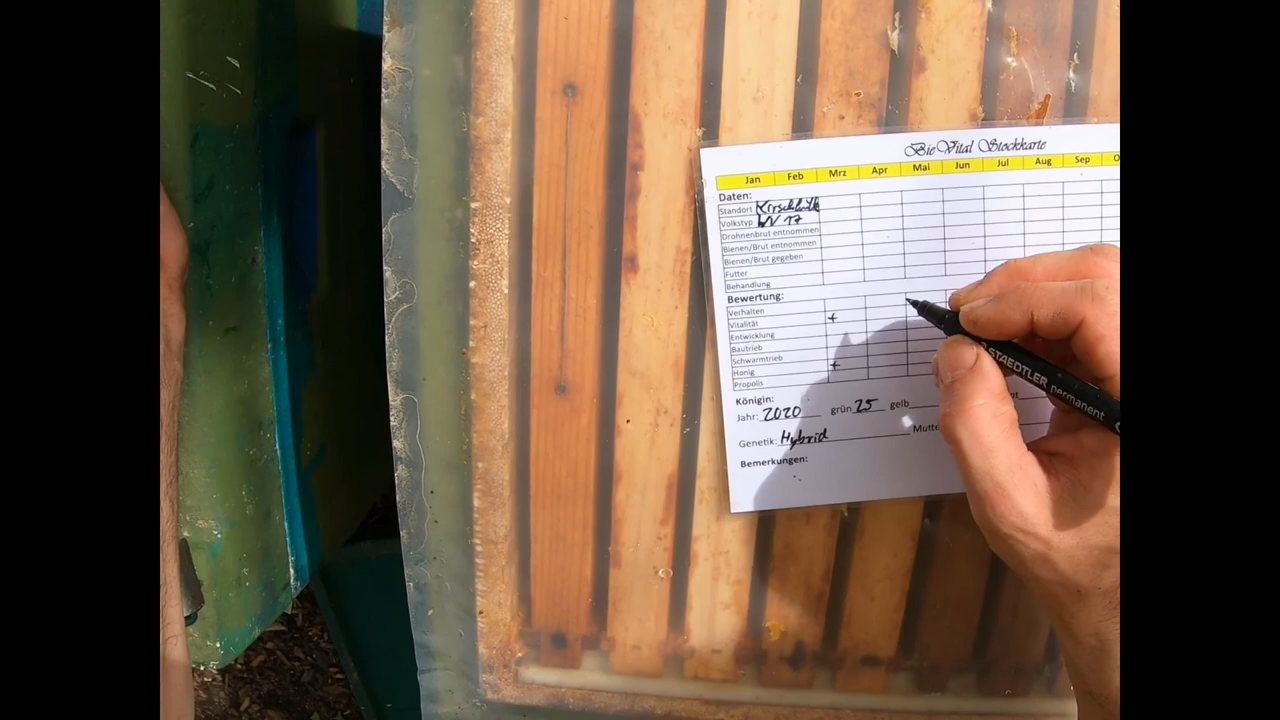 BieVital Stockkarte
Jan Feb Mrz Apr Mai Jun Jul Aug Sep
Daten:
Standort
Volkstyp WV 17
Drohnenbrut entnommen
Bienen/Brut entnommen
Bienen/Brut gegeben
Futter
Behandlung
Bewertung:
Verhalten
Vitalität +
Entwicklung
Bautrieb
Schwarmtrieb
Honig +
Propolis
Königin:
Jahr: 2020 grün 25 gelb
Genetik: Hybrid
Bemerkungen:
STAEDTLER permanent